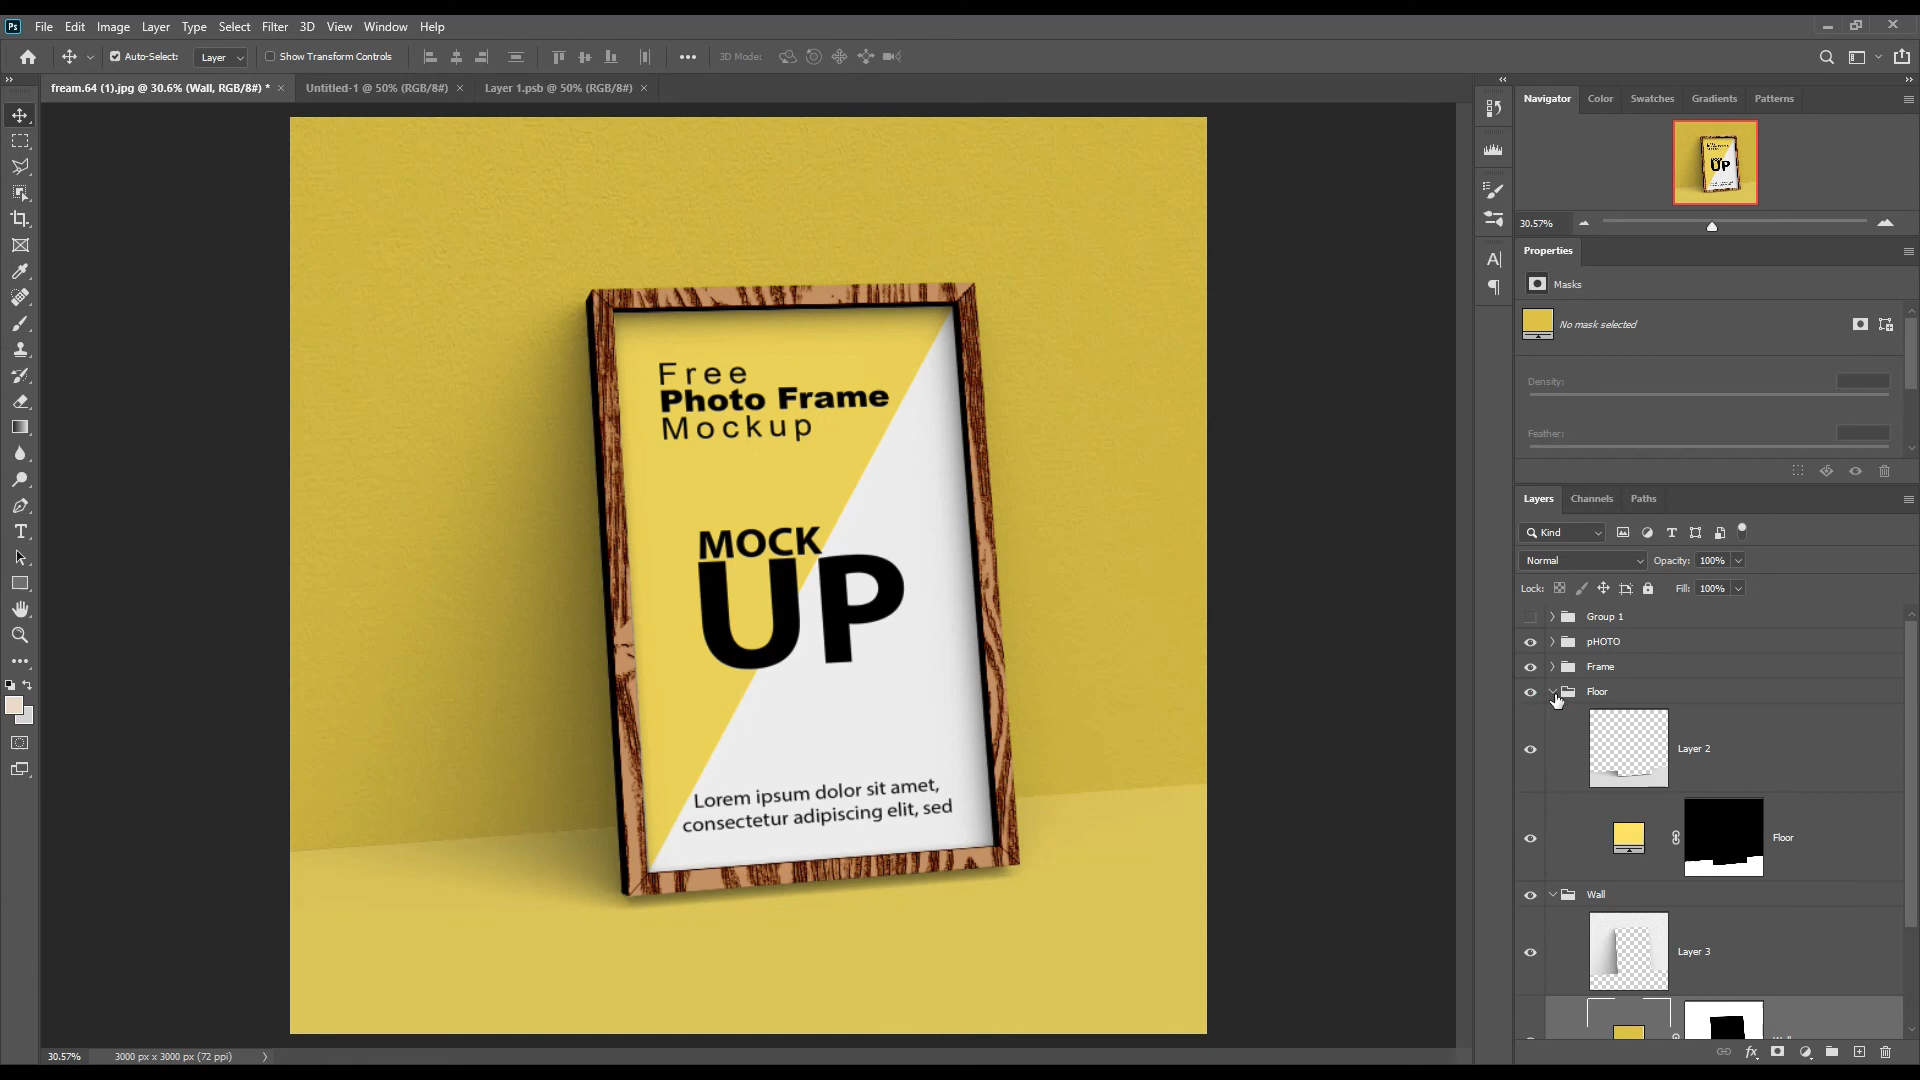 Ps File Edit Image Layer Type Select Filter 3D View Window Help
Auto-Select: Layer Show Transform Controls 3D Mode:
fream.64 (1).jpg @ 30.6% (Wall, RGB/8#) * Untitled-1 @ 50% (RGB/8#) Layer 1.psb @ 50% (RGB/8#)
Navigator Color Swatches Gradients Patterns
30.57%
Properties
Masks
No mask selected
Density:
Feather:
Free
Photo Frame
Mockup
MOCK
UP
Lorem ipsum dolor sit amet,
consectetur adipiscing elit, sed
Layers Channels Paths
Kind
Normal Opacity: 100%
Lock: Fill: 100%
Group 1
pHOTO
Frame
Floor
Layer 2
Floor
Wall
Layer 3
30.57% 3000 px x 3000 px (72 ppi)